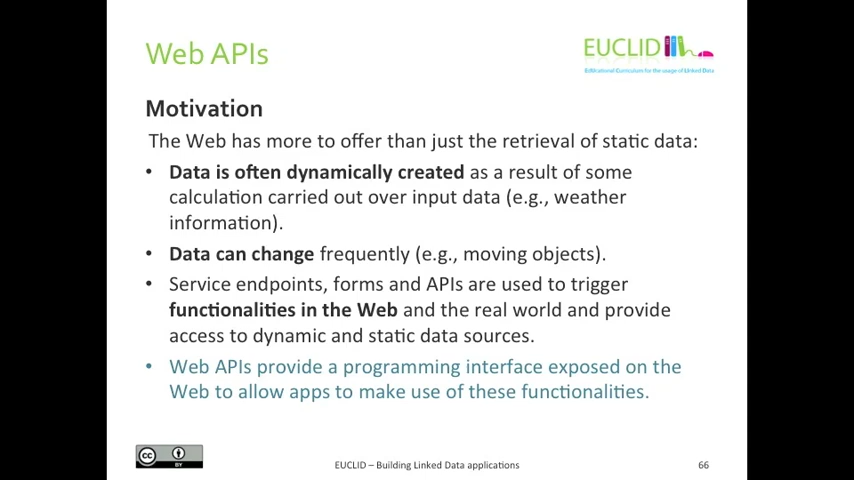 Web APIs
EUCLID
EdUcational Curriculum for the usage of LInked Data
Motivation
The Web has more to offer than just the retrieval of static data:
• Data is often dynamically created as a result of some
calculation carried out over input data (e.g., weather
information).
• Data can change frequently (e.g., moving objects).
• Service endpoints, forms and APIs are used to trigger
functionalities in the Web and the real world and provide
access to dynamic and static data sources.
• Web APIs provide a programming interface exposed on the
Web to allow apps to make use of these functionalities.
cc
BY
EUCLID – Building Linked Data applications
66